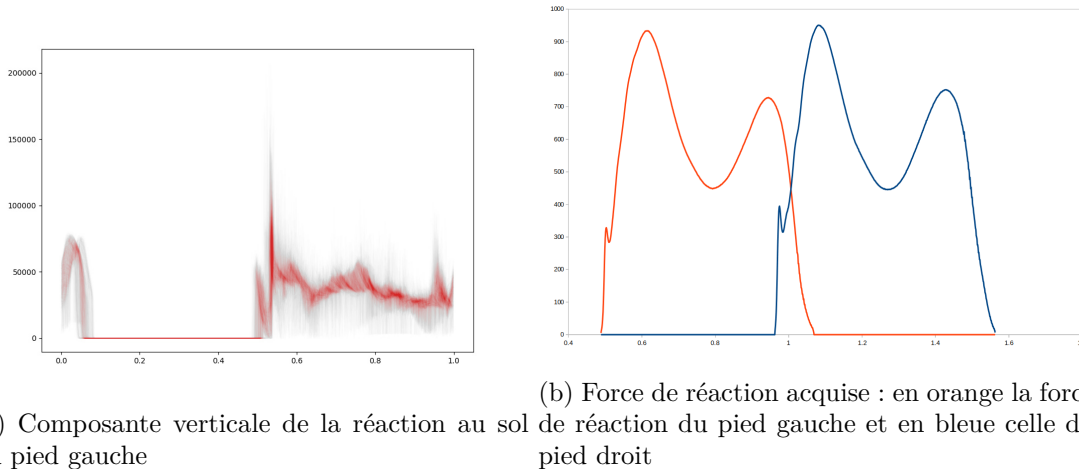 200000
150000
100000
50000
0
0.0 0.2 0.4 0.6 0.8 1.0
1000
900
800
700
600
500
400
300
200
100
0
0.4 0.6 0.8 1 1.2 1.4 1.6
(b) Force de réaction acquise : en orange la forc
) Composante verticale de la réaction au sol
pied gauche
de réaction du pied gauche et en bleue celle d
pied droit